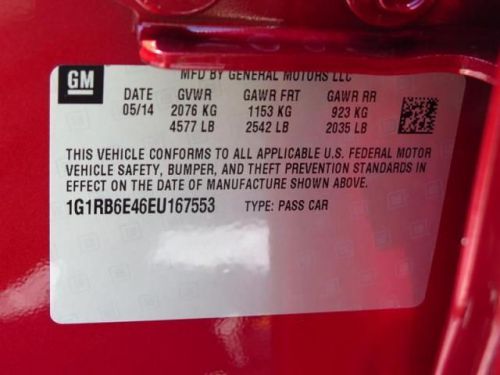 GM
MFD BY GENERAL MOTORS LLC
DATE GVWR GAWR FRT GAWR RR
05/14 2076 KG 1153 KG 923 KG
4577 LB 2542 LB 2035 LB
THIS VEHICLE CONFORMS TO ALL APPLICABLE U.S. FEDERAL MOTOR
VEHICLE SAFETY, BUMPER, AND THEFT PREVENTION STANDARDS IN
EFFECT ON THE DATE OF MANUFACTURE SHOWN ABOVE.
1G1RB6E46EU167553 TYPE: PASS CAR